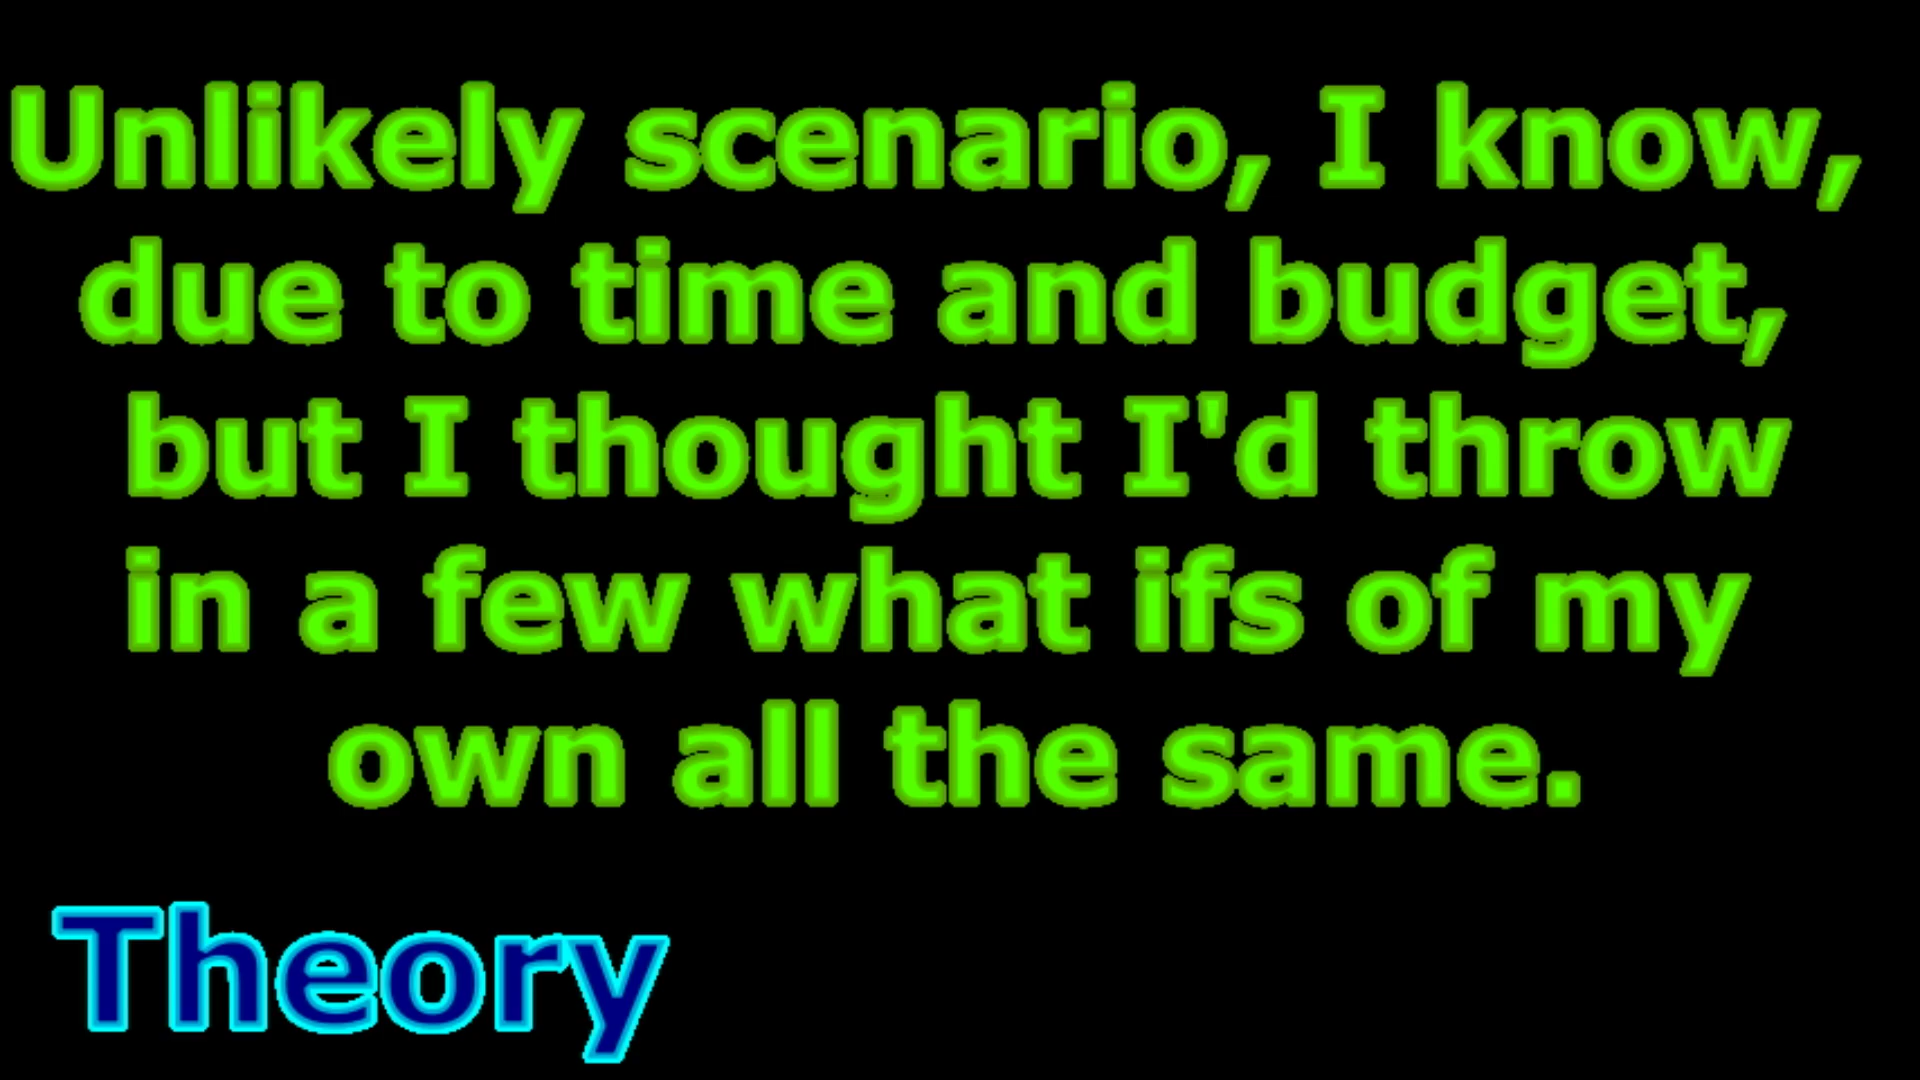 Unlikely scenario, I know,
due to time and budget,
but I thought I'd throw
in a few what ifs of my
own all the same.
Theory